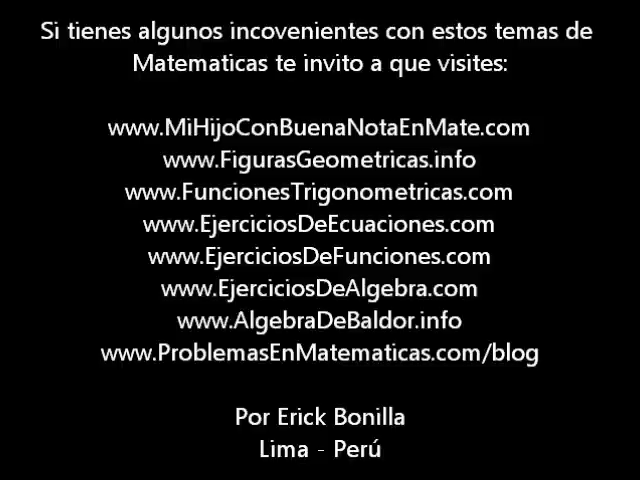 Si tienes algunos incovenientes con estos temas de
Matematicas te invito a que visites:
www.MiHijoConBuenaNotaEnMate.com
www.FigurasGeometricas.info
www.FuncionesTrigonometricas.com
www.EjerciciosDeEcuaciones.com
www.EjerciciosDeFunciones.com
www.EjerciciosDeAlgebra.com
www.AlgebraDeBaldor.info
www.ProblemasEnMatematicas.com/blog
Por Erick Bonilla
Lima - Perú